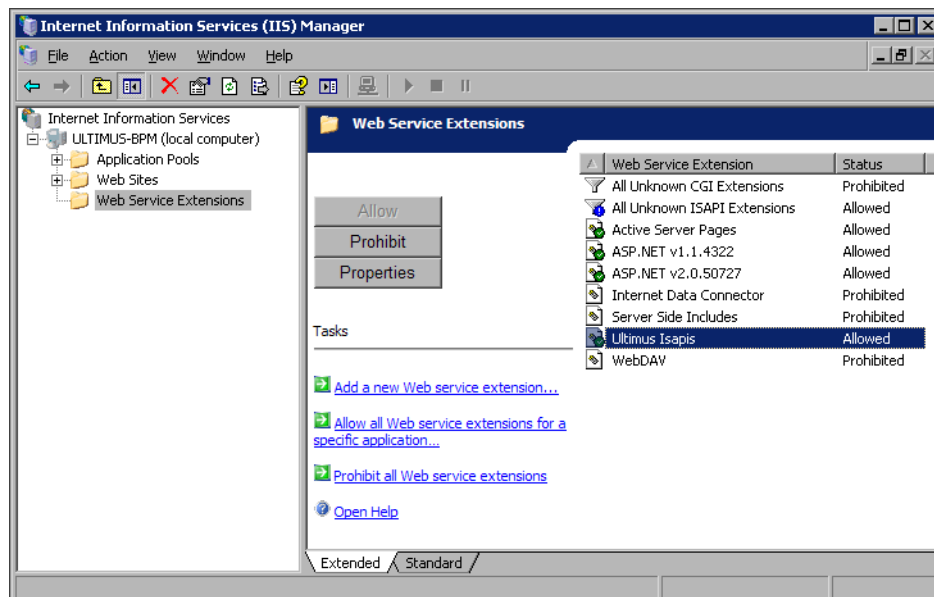 Internet Information Services (IIS) Manager
File Action View Window Help
Internet Information Services
ULTIMUS-BPM (local computer)
Application Pools
Web Sites
Web Service Extensions
Web Service Extensions
Allow
Prohibit
Properties
Tasks
Add a new Web service extension...
Allow all Web service extensions for a
specific application...
Prohibit all Web service extensions
Open Help
Web Service Extension Status
All Unknown CGI Extensions Prohibited
All Unknown ISAPI Extensions Allowed
Active Server Pages Allowed
ASP.NET v1.1.4322 Allowed
ASP.NET v2.0.50727 Allowed
Internet Data Connector Prohibited
Server Side Includes Prohibited
Ultimus Isapis Allowed
WebDAV Prohibited
Extended Standard